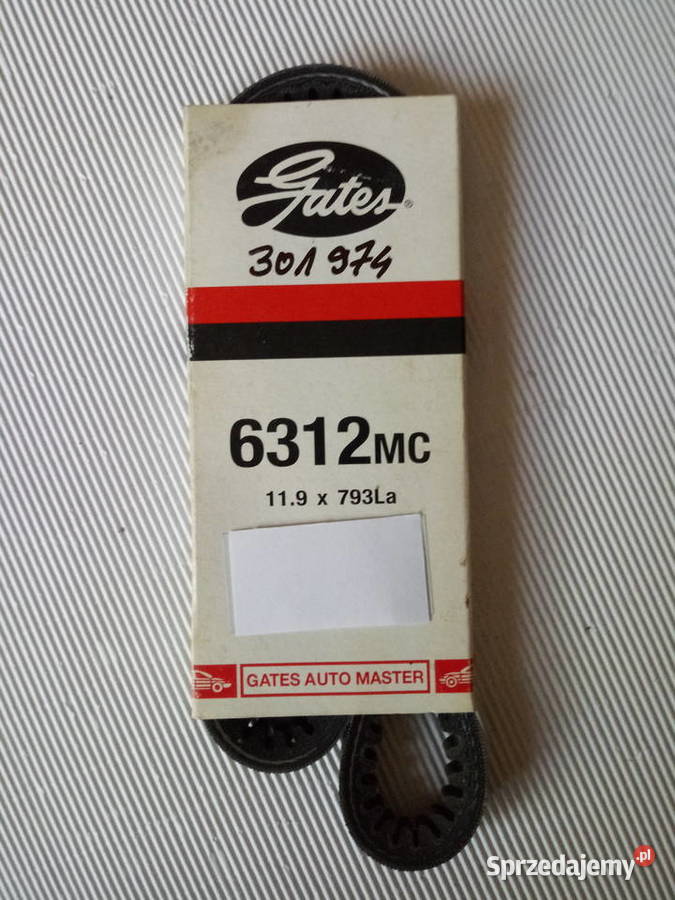 Gates®
301 974
6312MC
11.9 x 793La
GATES AUTO MASTER
Sprzedajemy.pl